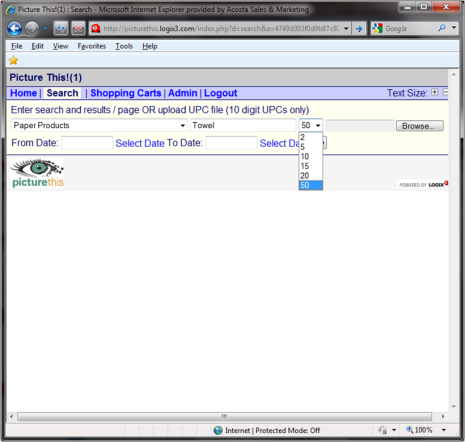 Picture This!(1) : Search - Microsoft Internet Explorer provided by Acosta Sales & Marketing
http://picturethis.logix3.com/index.php?d=search&a=4749d303f0d9b87c92
Google
File Edit View Favorites Tools Help
Picture This!(1)
Home | Search | Shopping Carts | Admin | Logout Text Size:
Enter search and results / page OR upload UPC file (10 digit UPCs only)
Paper Products Towel 50 Browse...
From Date: Select Date To Date: Select Da
2
5
10
15
20
50
picturethis
POWERED BY LOGIX
Internet | Protected Mode: Off 100%